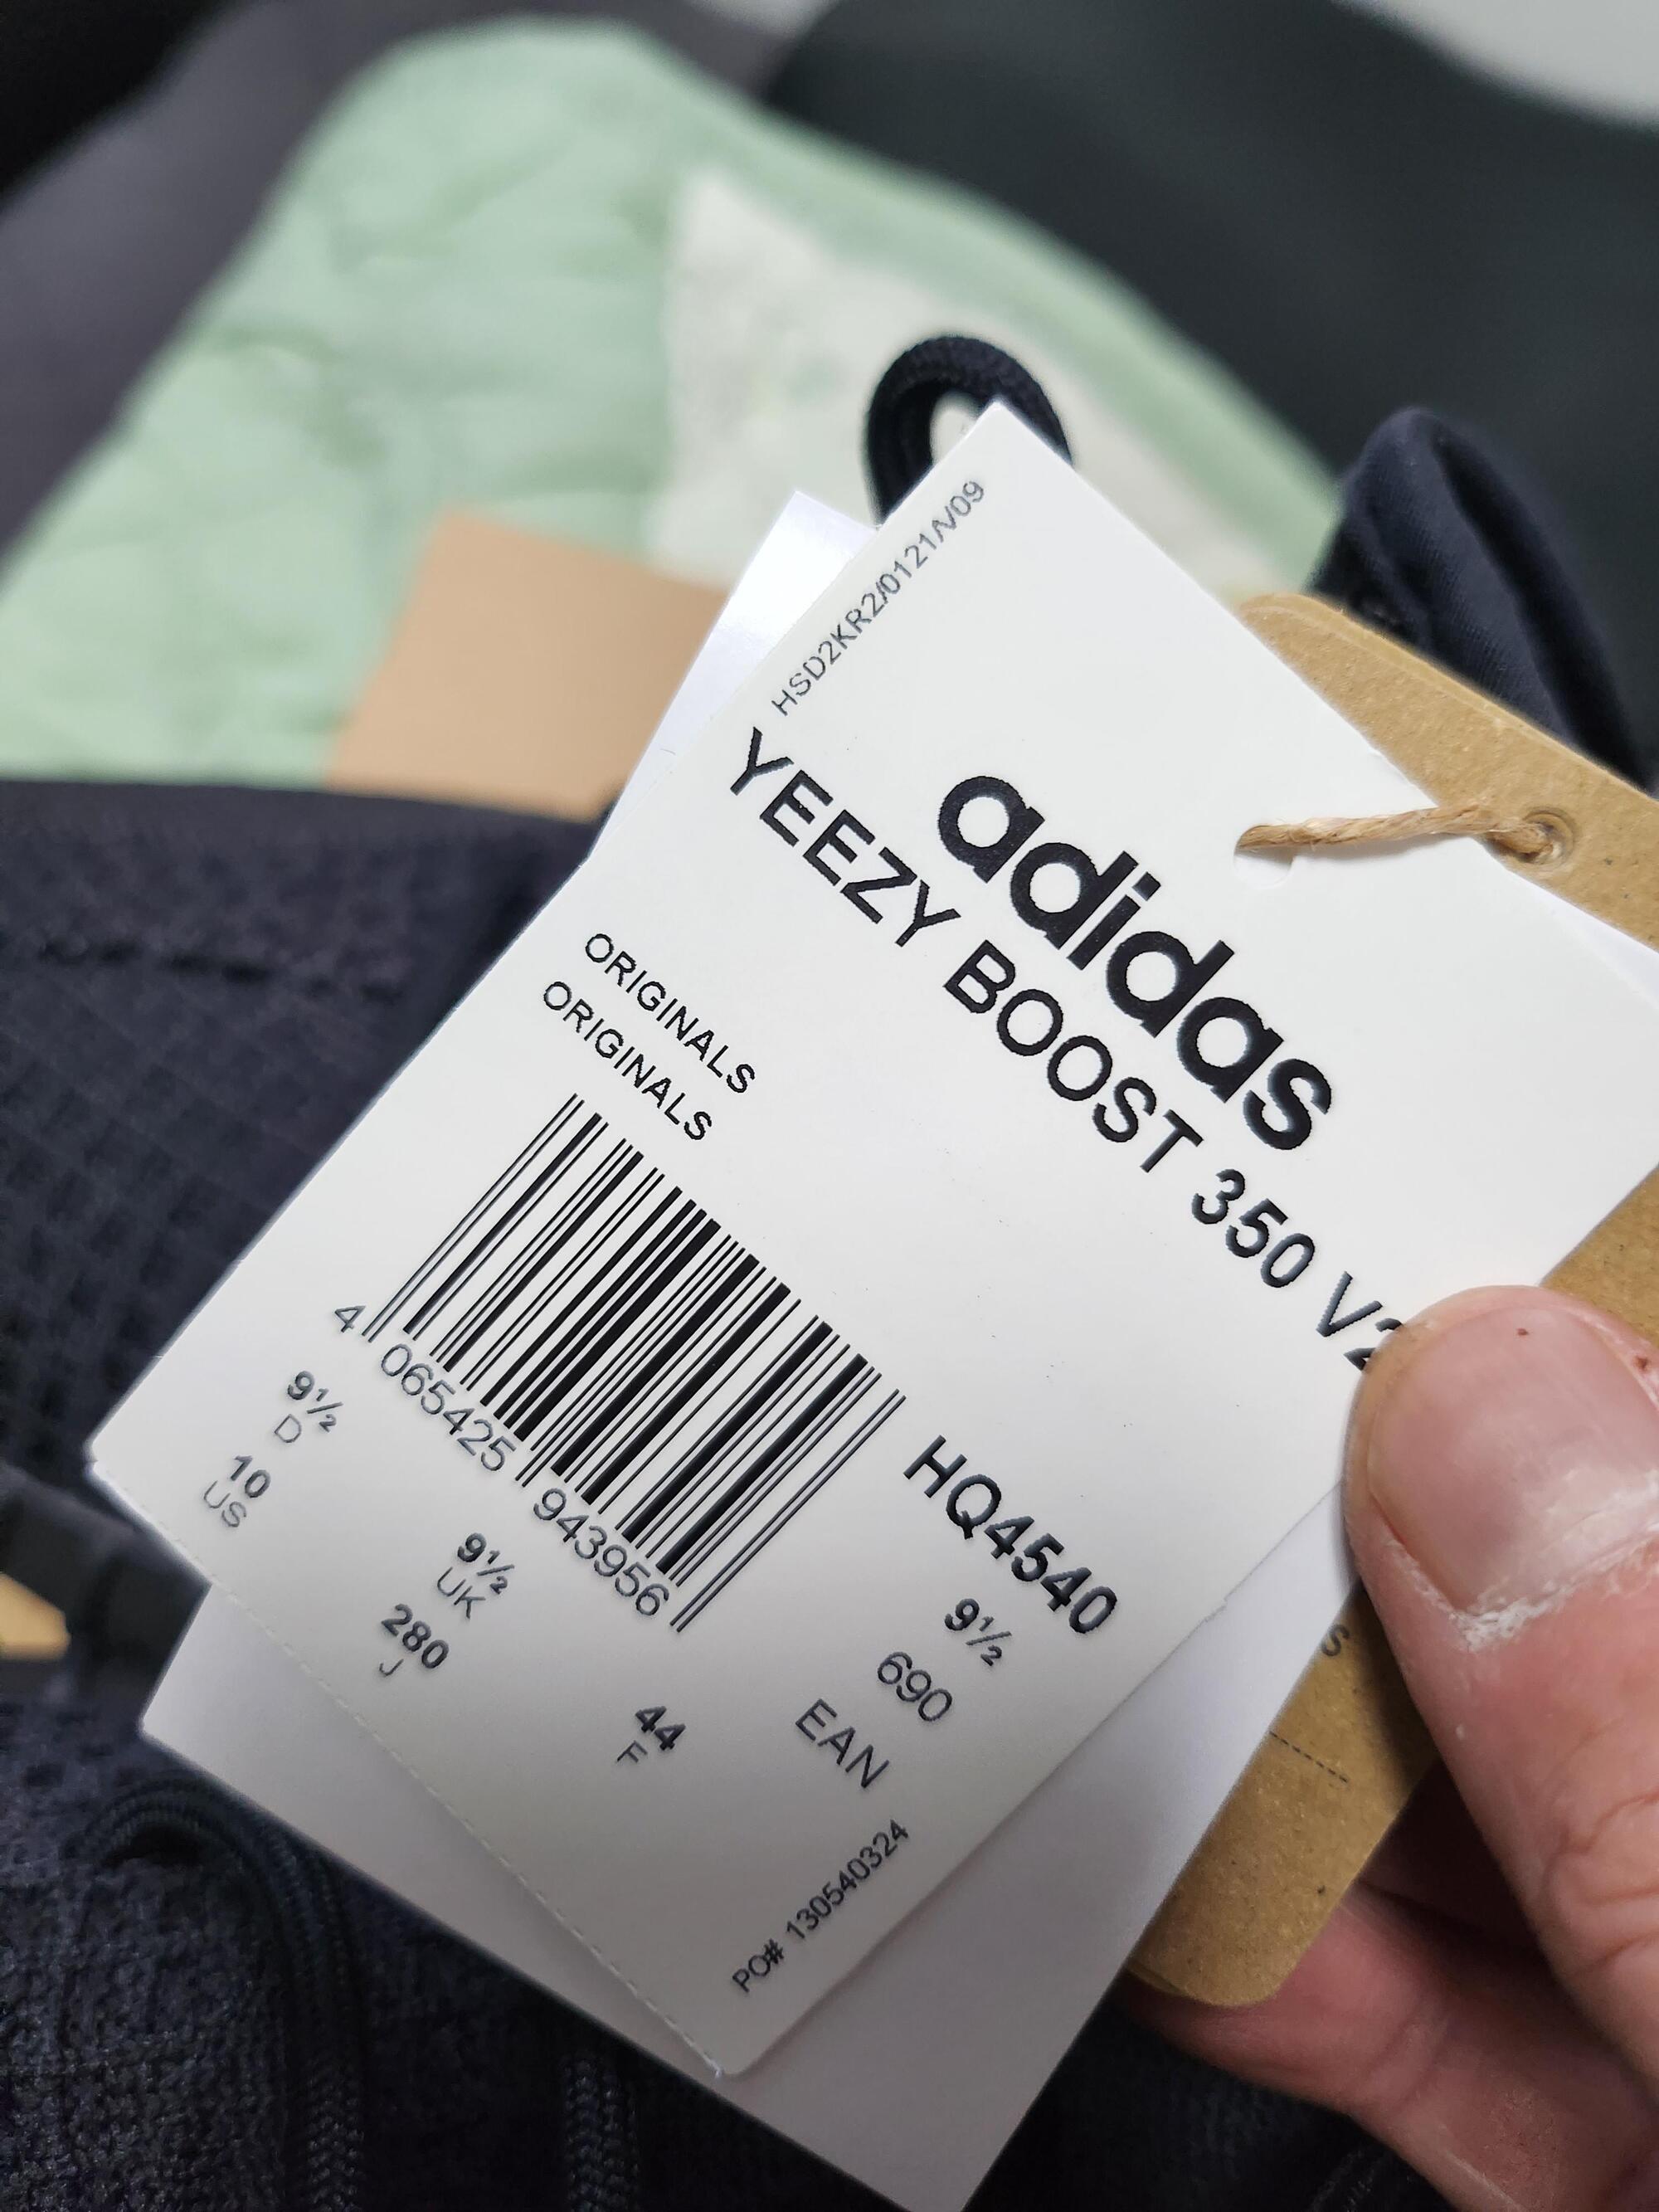 HSD2KR2/0121/V/09
adidas
YEEZY BOOST 350 V2
ORIGINALS
ORIGINALS
HQ4540
4 065425 943956
9½
690
EAN
9½
D
9½
UK
44
F
10
US
280
J
PO# 130540324
s